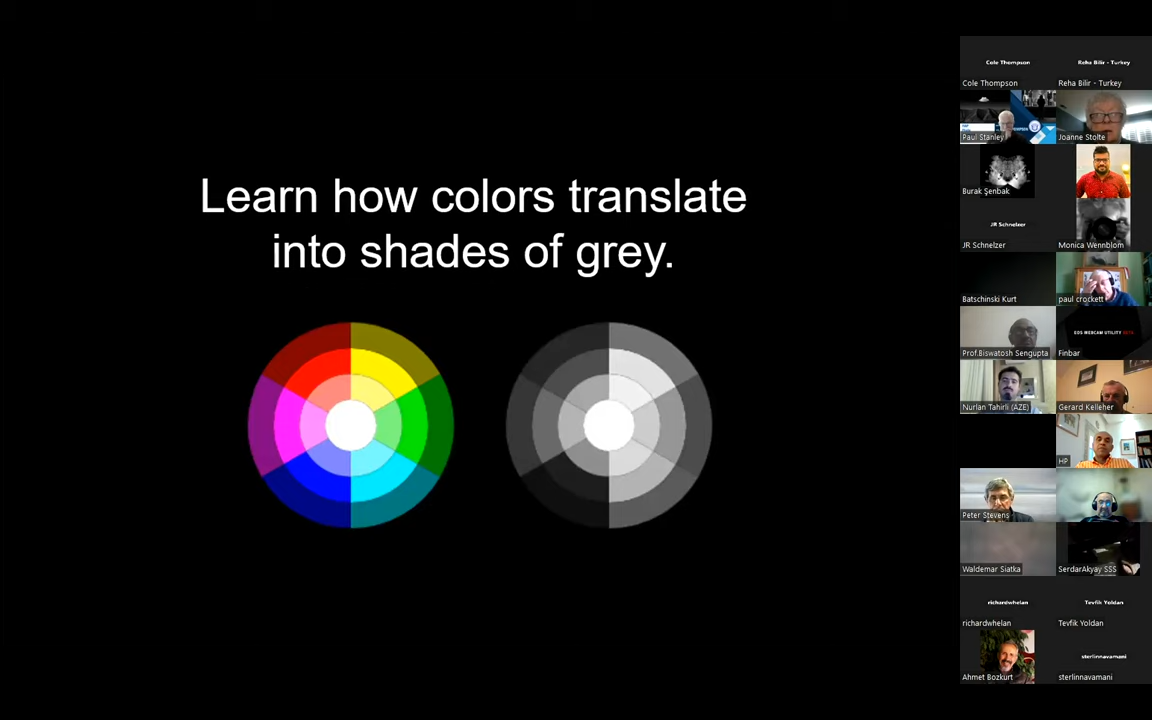 Learn how colors translate
into shades of grey.
Cole Thompson
Reha Bilir - Turkey
Cole Thompson
Reha Bilir - Turkey
Paul Stanley
Joanne Stolte
Burak Şenbak
JR Schnelzer
JR Schnelzer
Monica Wennblom
Batschinski Kurt
paul crockett
EOS WEBCAM UTILITY BETA
Prof.Biswatosh Sengupta
Finbar
Nurlan Tahirli (AZE)
Gerard Kelleher
HP
Peter Stevens
Waldemar Siatka
SerdarAkyay SSS
richardwhelan
Tevfik Yoldan
richardwhelan
Tevfik Yoldan
sterlinnavamani
Ahmet Bozkurt
sterlinnavamani